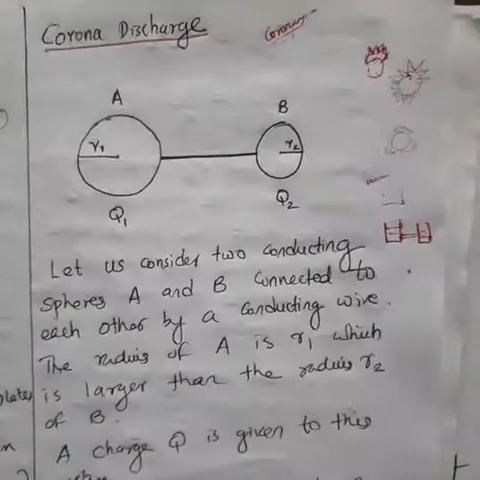 Corona Discharge
Corona
A
B
r₁
r₂
Q₁
Q₂
Let us consider two conducting
spheres A and B connected to
each other by a conducting wire.
The radius of A is r₁ which
is larger than the radius r₂
of B.
A charge Q is given to this